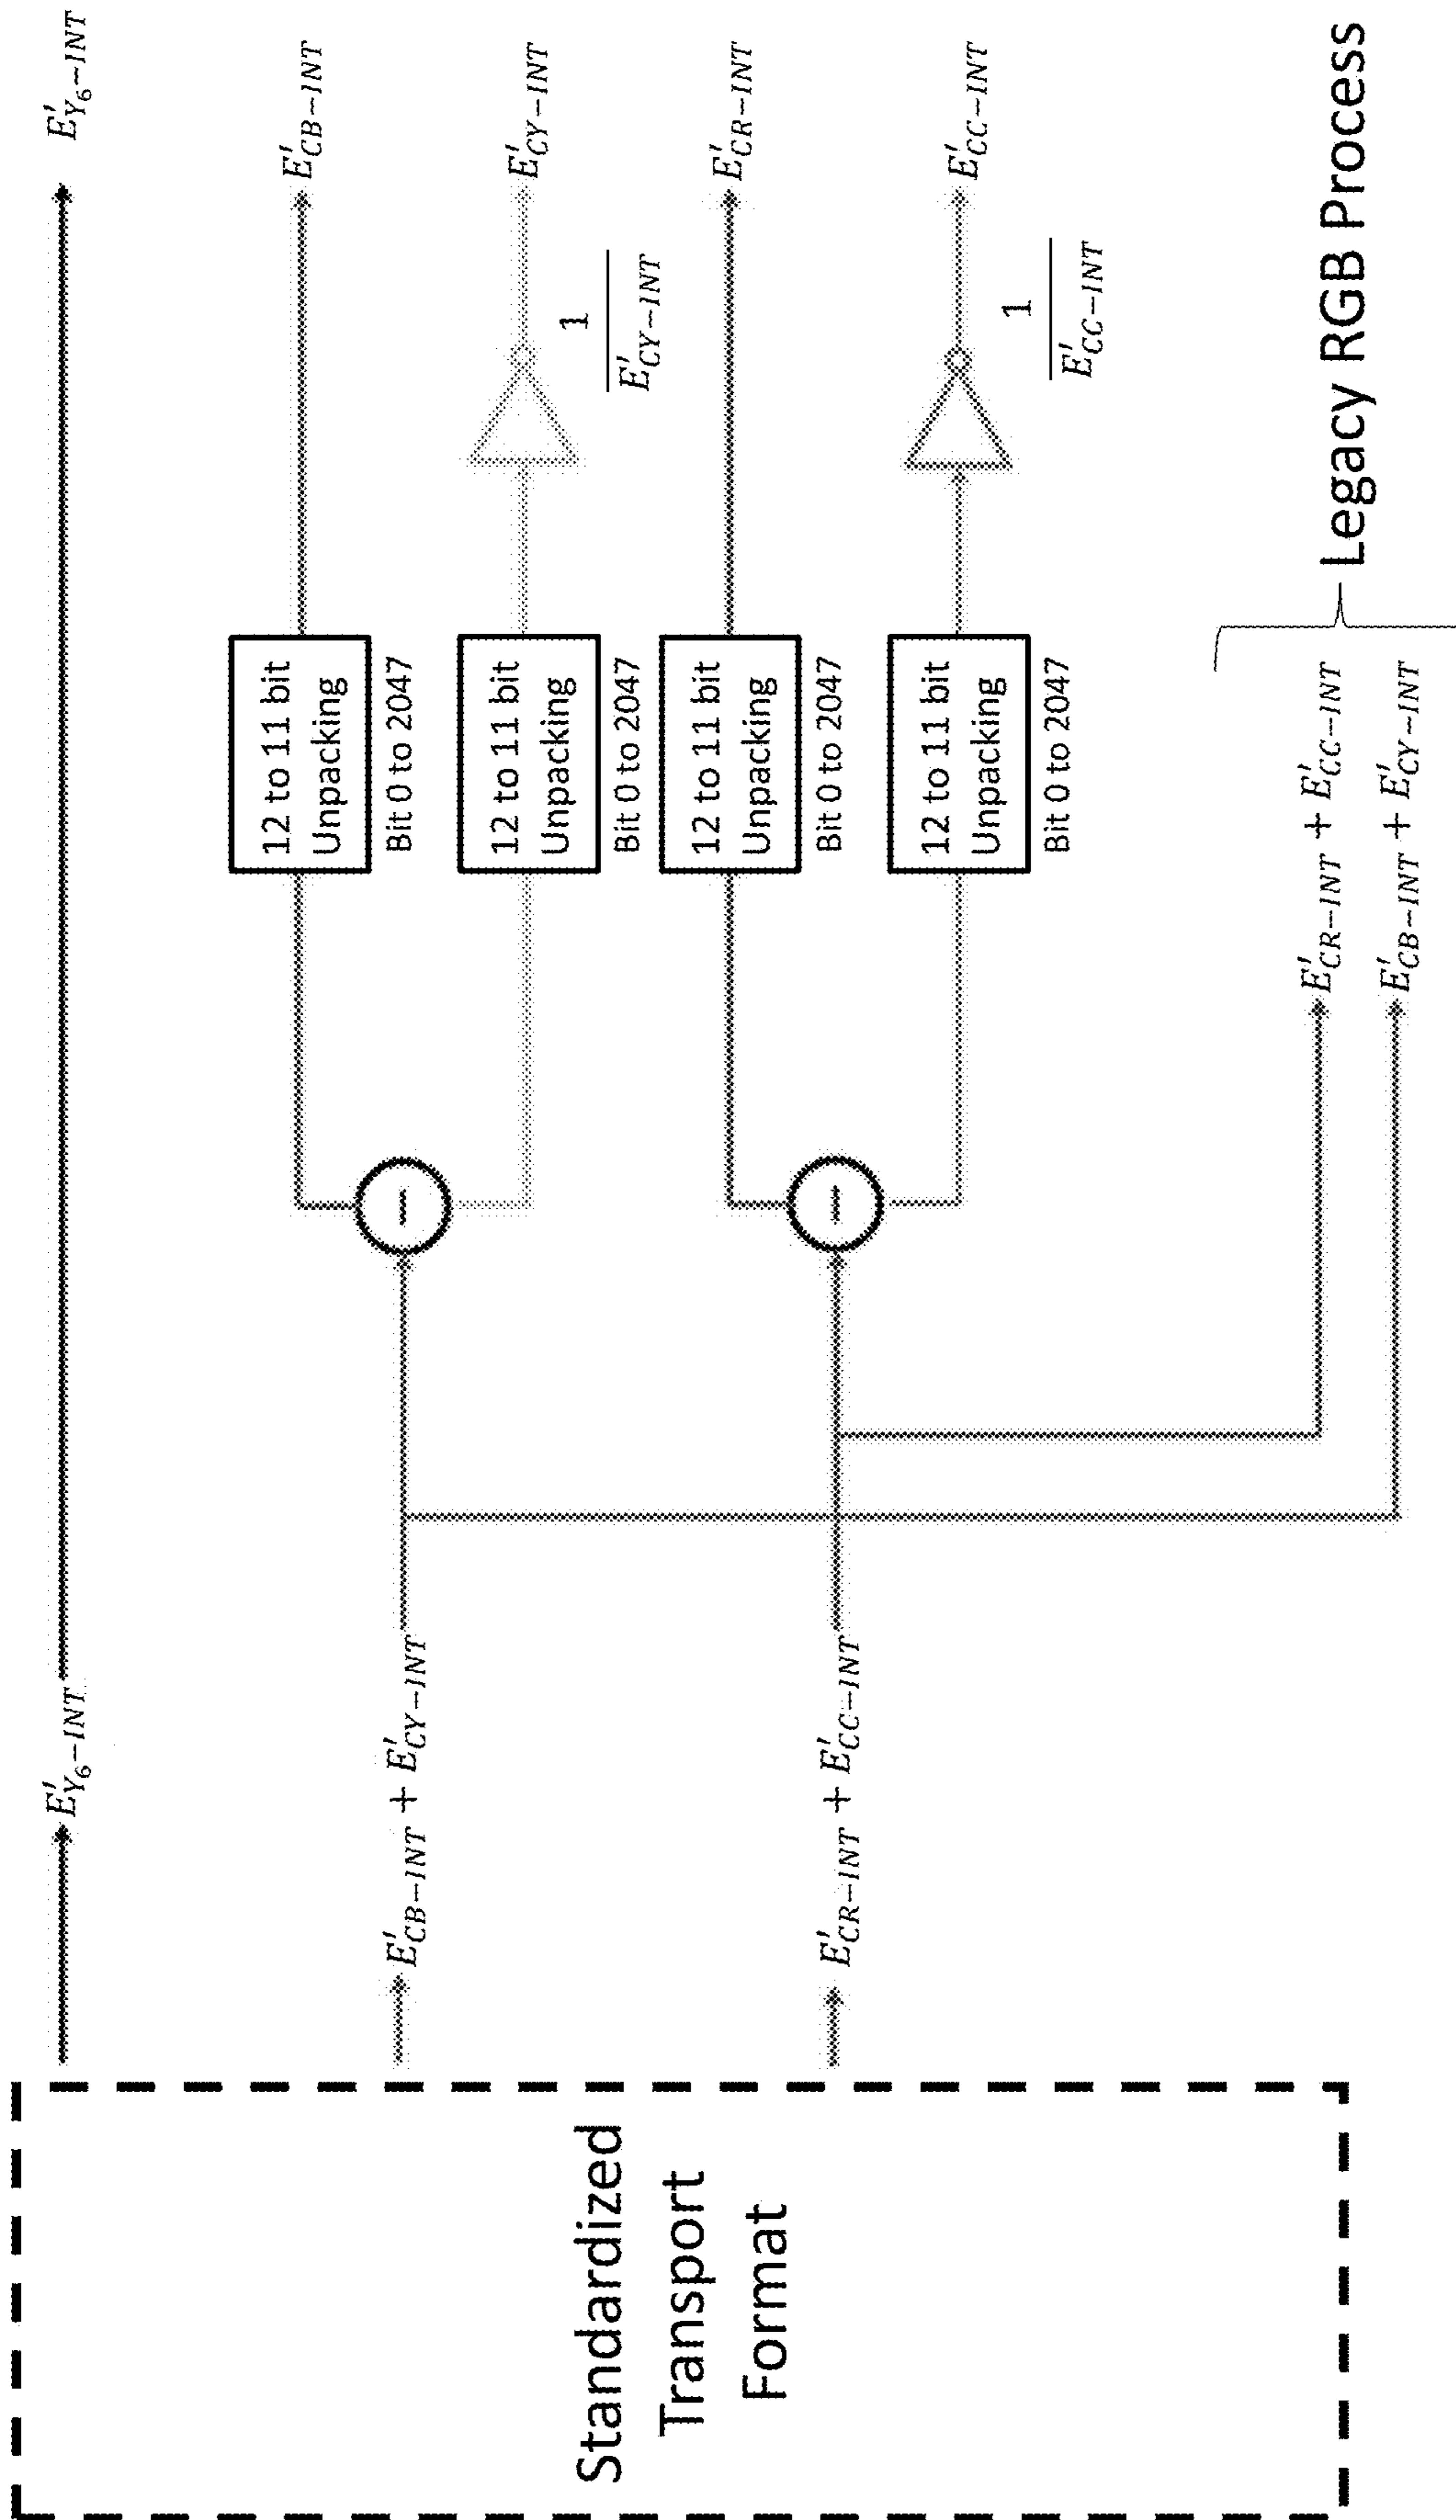 Standardized
Transport
Format
E′Y₆−INT
E′CB−INT + E′CY−INT
E′CR−INT + E′CC−INT
12 to 11 bit
Unpacking
Bit 0 to 2047
12 to 11 bit
Unpacking
Bit 0 to 2047
12 to 11 bit
Unpacking
Bit 0 to 2047
12 to 11 bit
Unpacking
Bit 0 to 2047
−
−
1
E′CY−INT
1
E′CC−INT
E′Y₆−INT
E′CB−INT
E′CY−INT
E′CR−INT
E′CC−INT
E′CR−INT + E′CC−INT
E′CB−INT + E′CY−INT
Legacy RGB Process